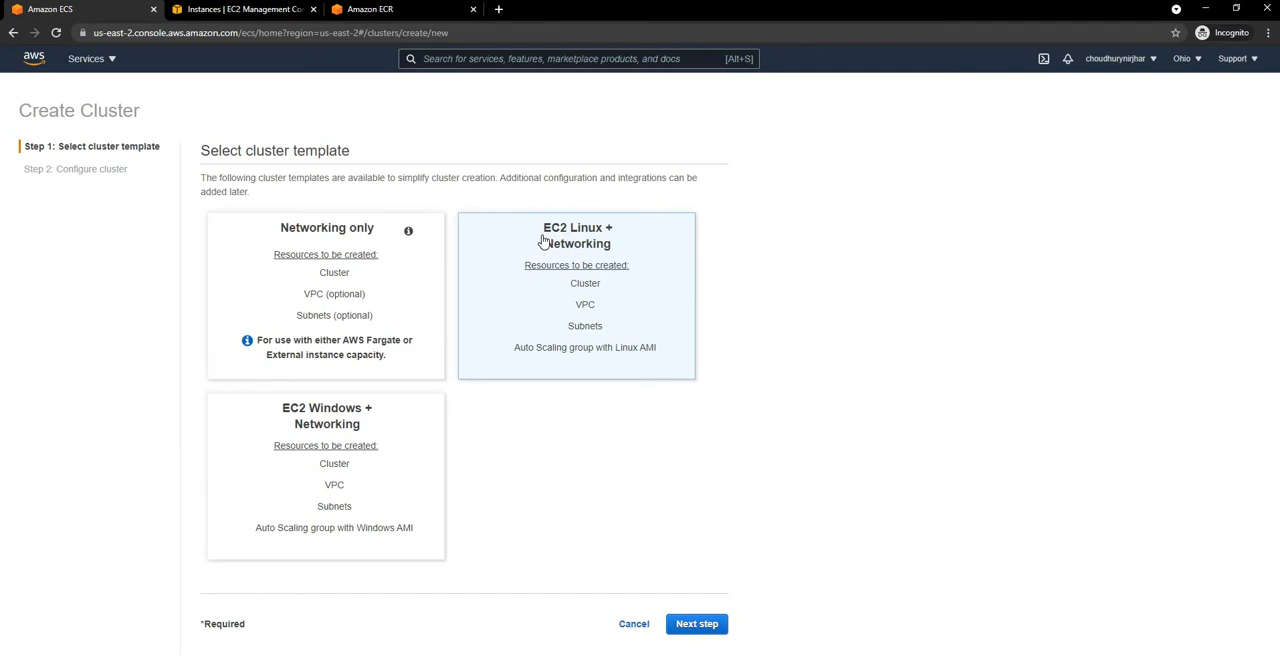 Amazon ECS
Instances | EC2 Management Co
Amazon ECR
us-east-2.console.aws.amazon.com/ecs/home?region=us-east-2#/clusters/create/new
Incognito
aws
Services
Search for services, features, marketplace products, and docs
[Alt+S]
choudhurynirjhar
Ohio
Support
Create Cluster
Step 1: Select cluster template
Step 2: Configure cluster
Select cluster template
The following cluster templates are available to simplify cluster creation. Additional configuration and integrations can be
added later.
Networking only
Resources to be created:
Cluster
VPC (optional)
Subnets (optional)
For use with either AWS Fargate or
External instance capacity.
EC2 Linux +
Networking
Resources to be created:
Cluster
VPC
Subnets
Auto Scaling group with Linux AMI
EC2 Windows +
Networking
Resources to be created:
Cluster
VPC
Subnets
Auto Scaling group with Windows AMI
*Required
Cancel
Next step